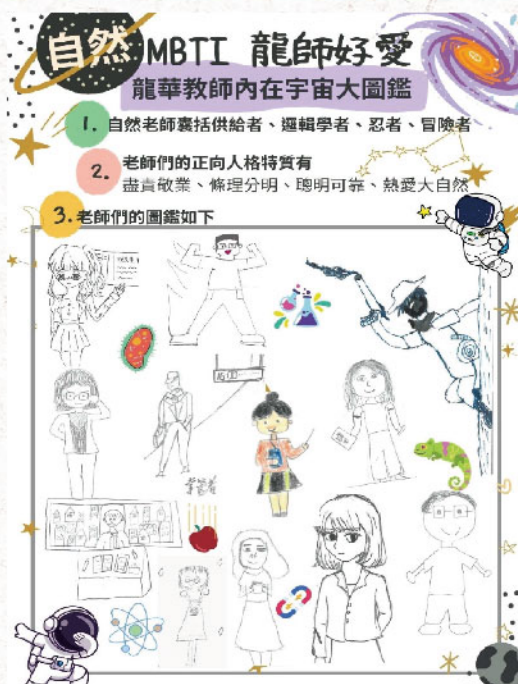 自然 MBTI 龍師好愛
龍華教師內在宇宙大圖鑑
1. 自然老師囊括供給者、邏輯學者、忍者、冒險者
2. 老師們的正向人格特質有
盡責敬業、條理分明、聰明可靠、熱愛大自然
3. 老師們的圖鑑如下